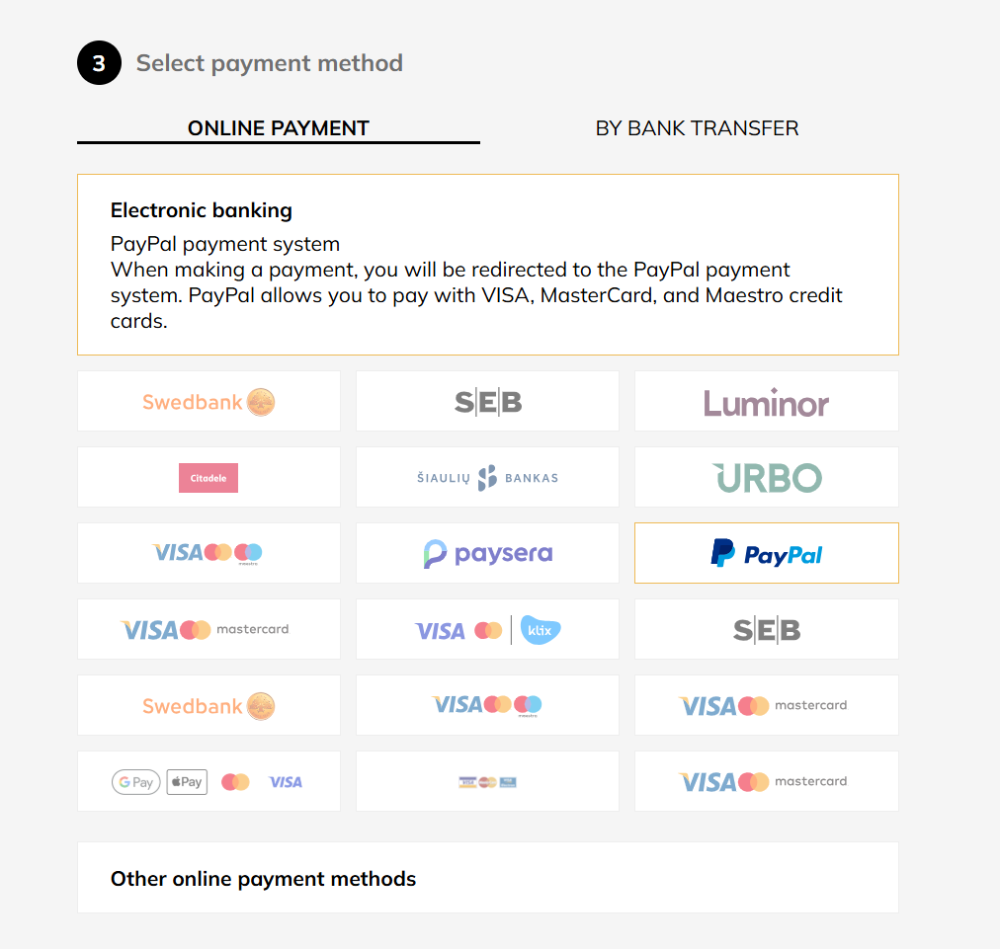 3 Select payment method
ONLINE PAYMENT BY BANK TRANSFER
Electronic banking
PayPal payment system
When making a payment, you will be redirected to the PayPal payment
system. PayPal allows you to pay with VISA, MasterCard, and Maestro credit
cards.
Swedbank SEB Luminor
Citadele ŠIAULIŲ BANKAS URBO
VISA maestro paysera PayPal
VISA mastercard VISA klix SEB
Swedbank VISA maestro VISA mastercard
G Pay Pay VISA VISA VISA mastercard
Other online payment methods